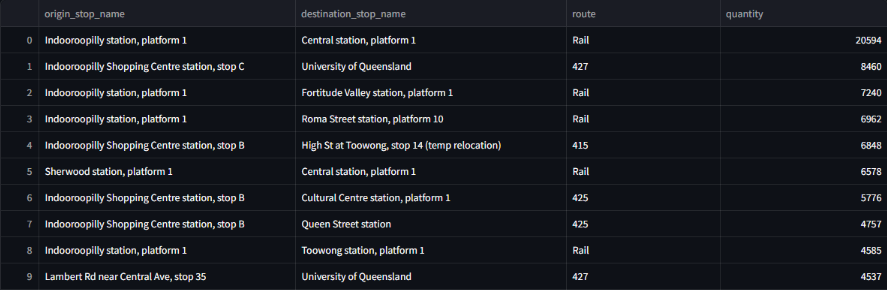 origin_stop_name destination_stop_name route quantity
0 Indooroopilly station, platform 1 Central station, platform 1 Rail 20594
1 Indooroopilly Shopping Centre station, stop C University of Queensland 427 8460
2 Indooroopilly station, platform 1 Fortitude Valley station, platform 1 Rail 7240
3 Indooroopilly station, platform 1 Roma Street station, platform 10 Rail 6962
4 Indooroopilly Shopping Centre station, stop B High St at Toowong, stop 14 (temp relocation) 415 6848
5 Sherwood station, platform 1 Central station, platform 1 Rail 6578
6 Indooroopilly Shopping Centre station, stop B Cultural Centre station, platform 1 425 5776
7 Indooroopilly Shopping Centre station, stop B Queen Street station 425 4757
8 Indooroopilly station, platform 1 Toowong station, platform 1 Rail 4585
9 Lambert Rd near Central Ave, stop 35 University of Queensland 427 4537